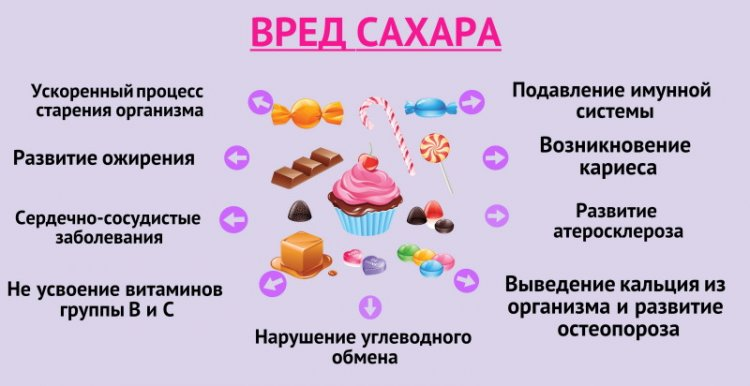 ВРЕД САХАРА
Ускоренный процесс
старения организма
Развитие ожирения
Сердечно-сосудистые
заболевания
Не усвоение витаминов
группы В и С
Нарушение углеводного
обмена
Подавление имунной
системы
Возникновение
кариеса
Развитие
атеросклероза
Выведение кальция из
организма и развитие
остеопороза